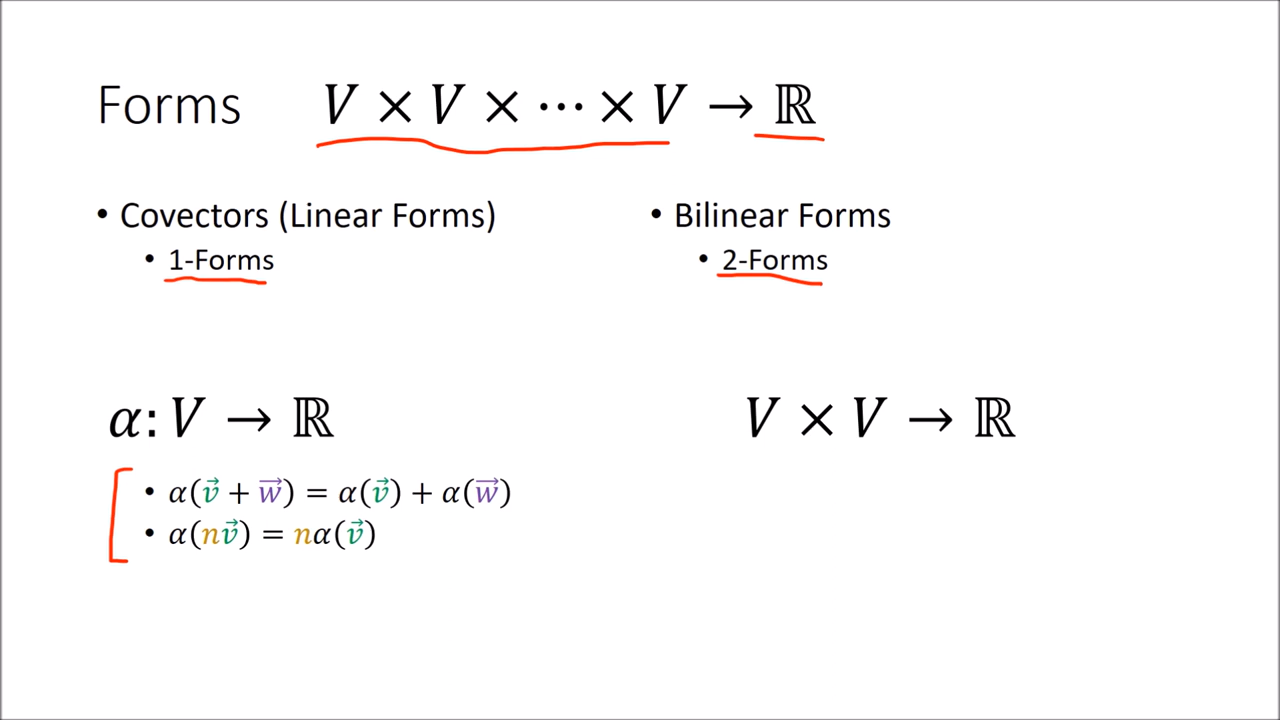 Forms V × V × ⋯ × V → ℝ
• Covectors (Linear Forms)
• 1-Forms
α: V → ℝ
• α(v⃗ + w⃗) = α(v⃗) + α(w⃗)
• α(nv⃗) = nα(v⃗)
• Bilinear Forms
• 2-Forms
V × V → ℝ